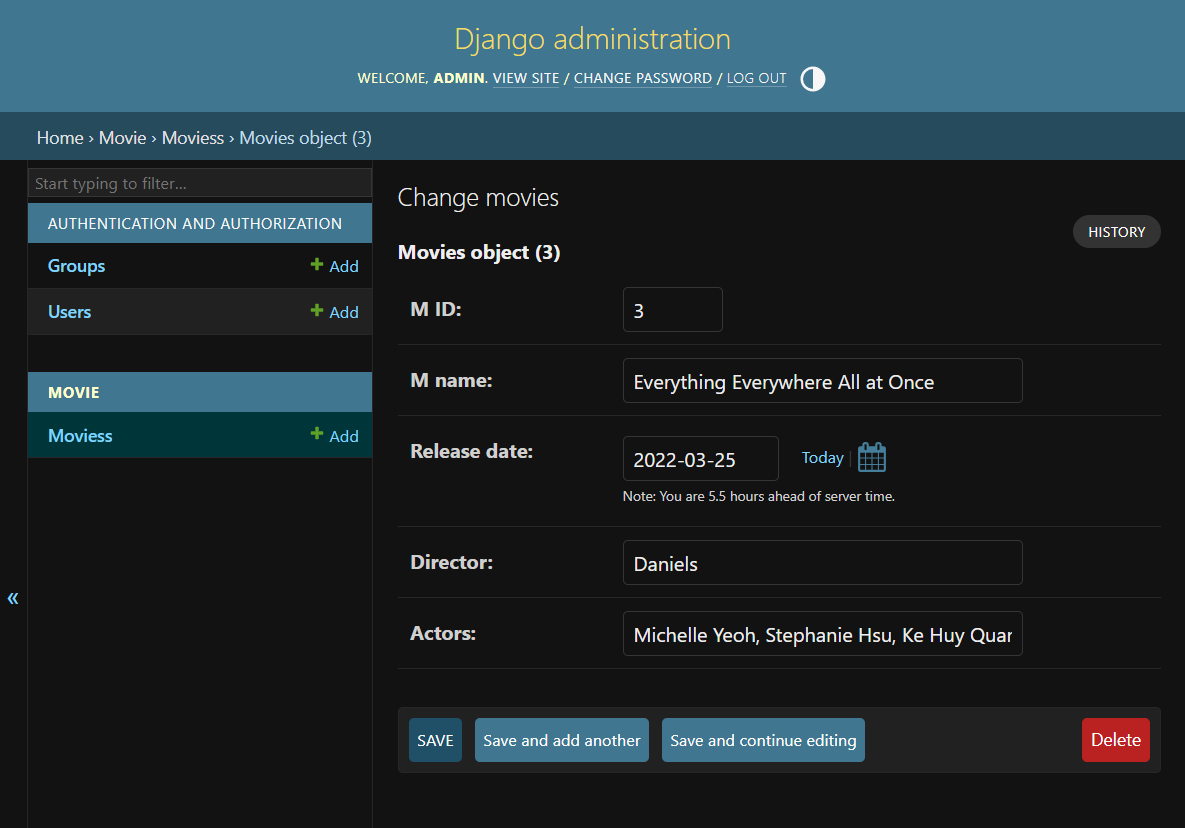 Django administration
WELCOME, ADMIN. VIEW SITE / CHANGE PASSWORD / LOG OUT
Home › Movie › Moviess › Movies object (3)
Start typing to filter...
AUTHENTICATION AND AUTHORIZATION
Groups + Add
Users + Add
MOVIE
Moviess + Add
«
Change movies
HISTORY
Movies object (3)
M ID: 3
M name: Everything Everywhere All at Once
Release date: 2022-03-25 Today |
Note: You are 5.5 hours ahead of server time.
Director: Daniels
Actors: Michelle Yeoh, Stephanie Hsu, Ke Huy Quan
SAVE Save and add another Save and continue editing Delete